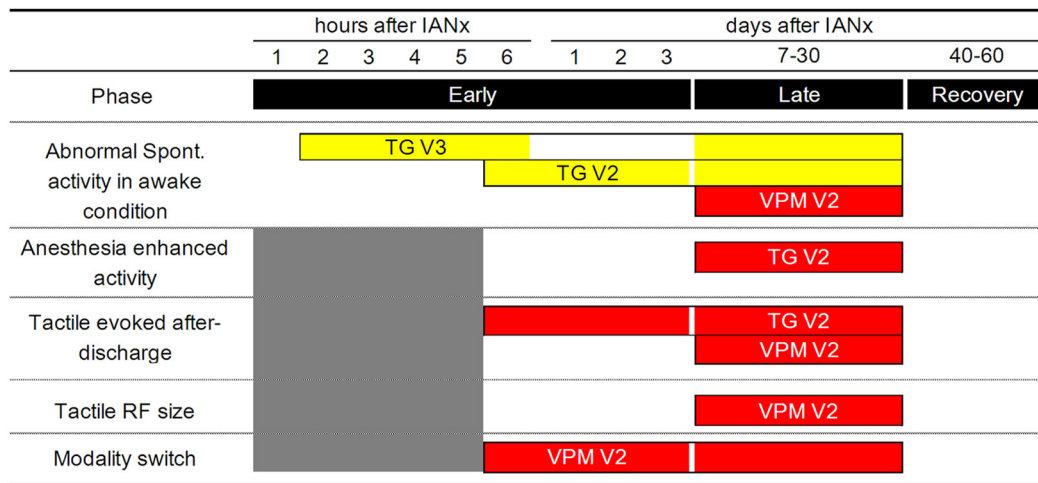 hours after IANx days after IANx
1 2 3 4 5 6 1 2 3 7-30 40-60
Phase Early Late Recovery
Abnormal Spont.
activity in awake
condition
TG V3
TG V2
VPM V2
Anesthesia enhanced
activity
TG V2
Tactile evoked after-
discharge
TG V2
VPM V2
Tactile RF size VPM V2
Modality switch VPM V2